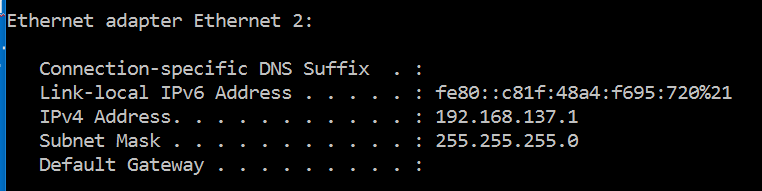 Ethernet adapter Ethernet 2:
Connection-specific DNS Suffix  . :
Link-local IPv6 Address . . . . . : fe80::c81f:48a4:f695:720%21
IPv4 Address. . . . . . . . . . . : 192.168.137.1
Subnet Mask . . . . . . . . . . . : 255.255.255.0
Default Gateway . . . . . . . . . :